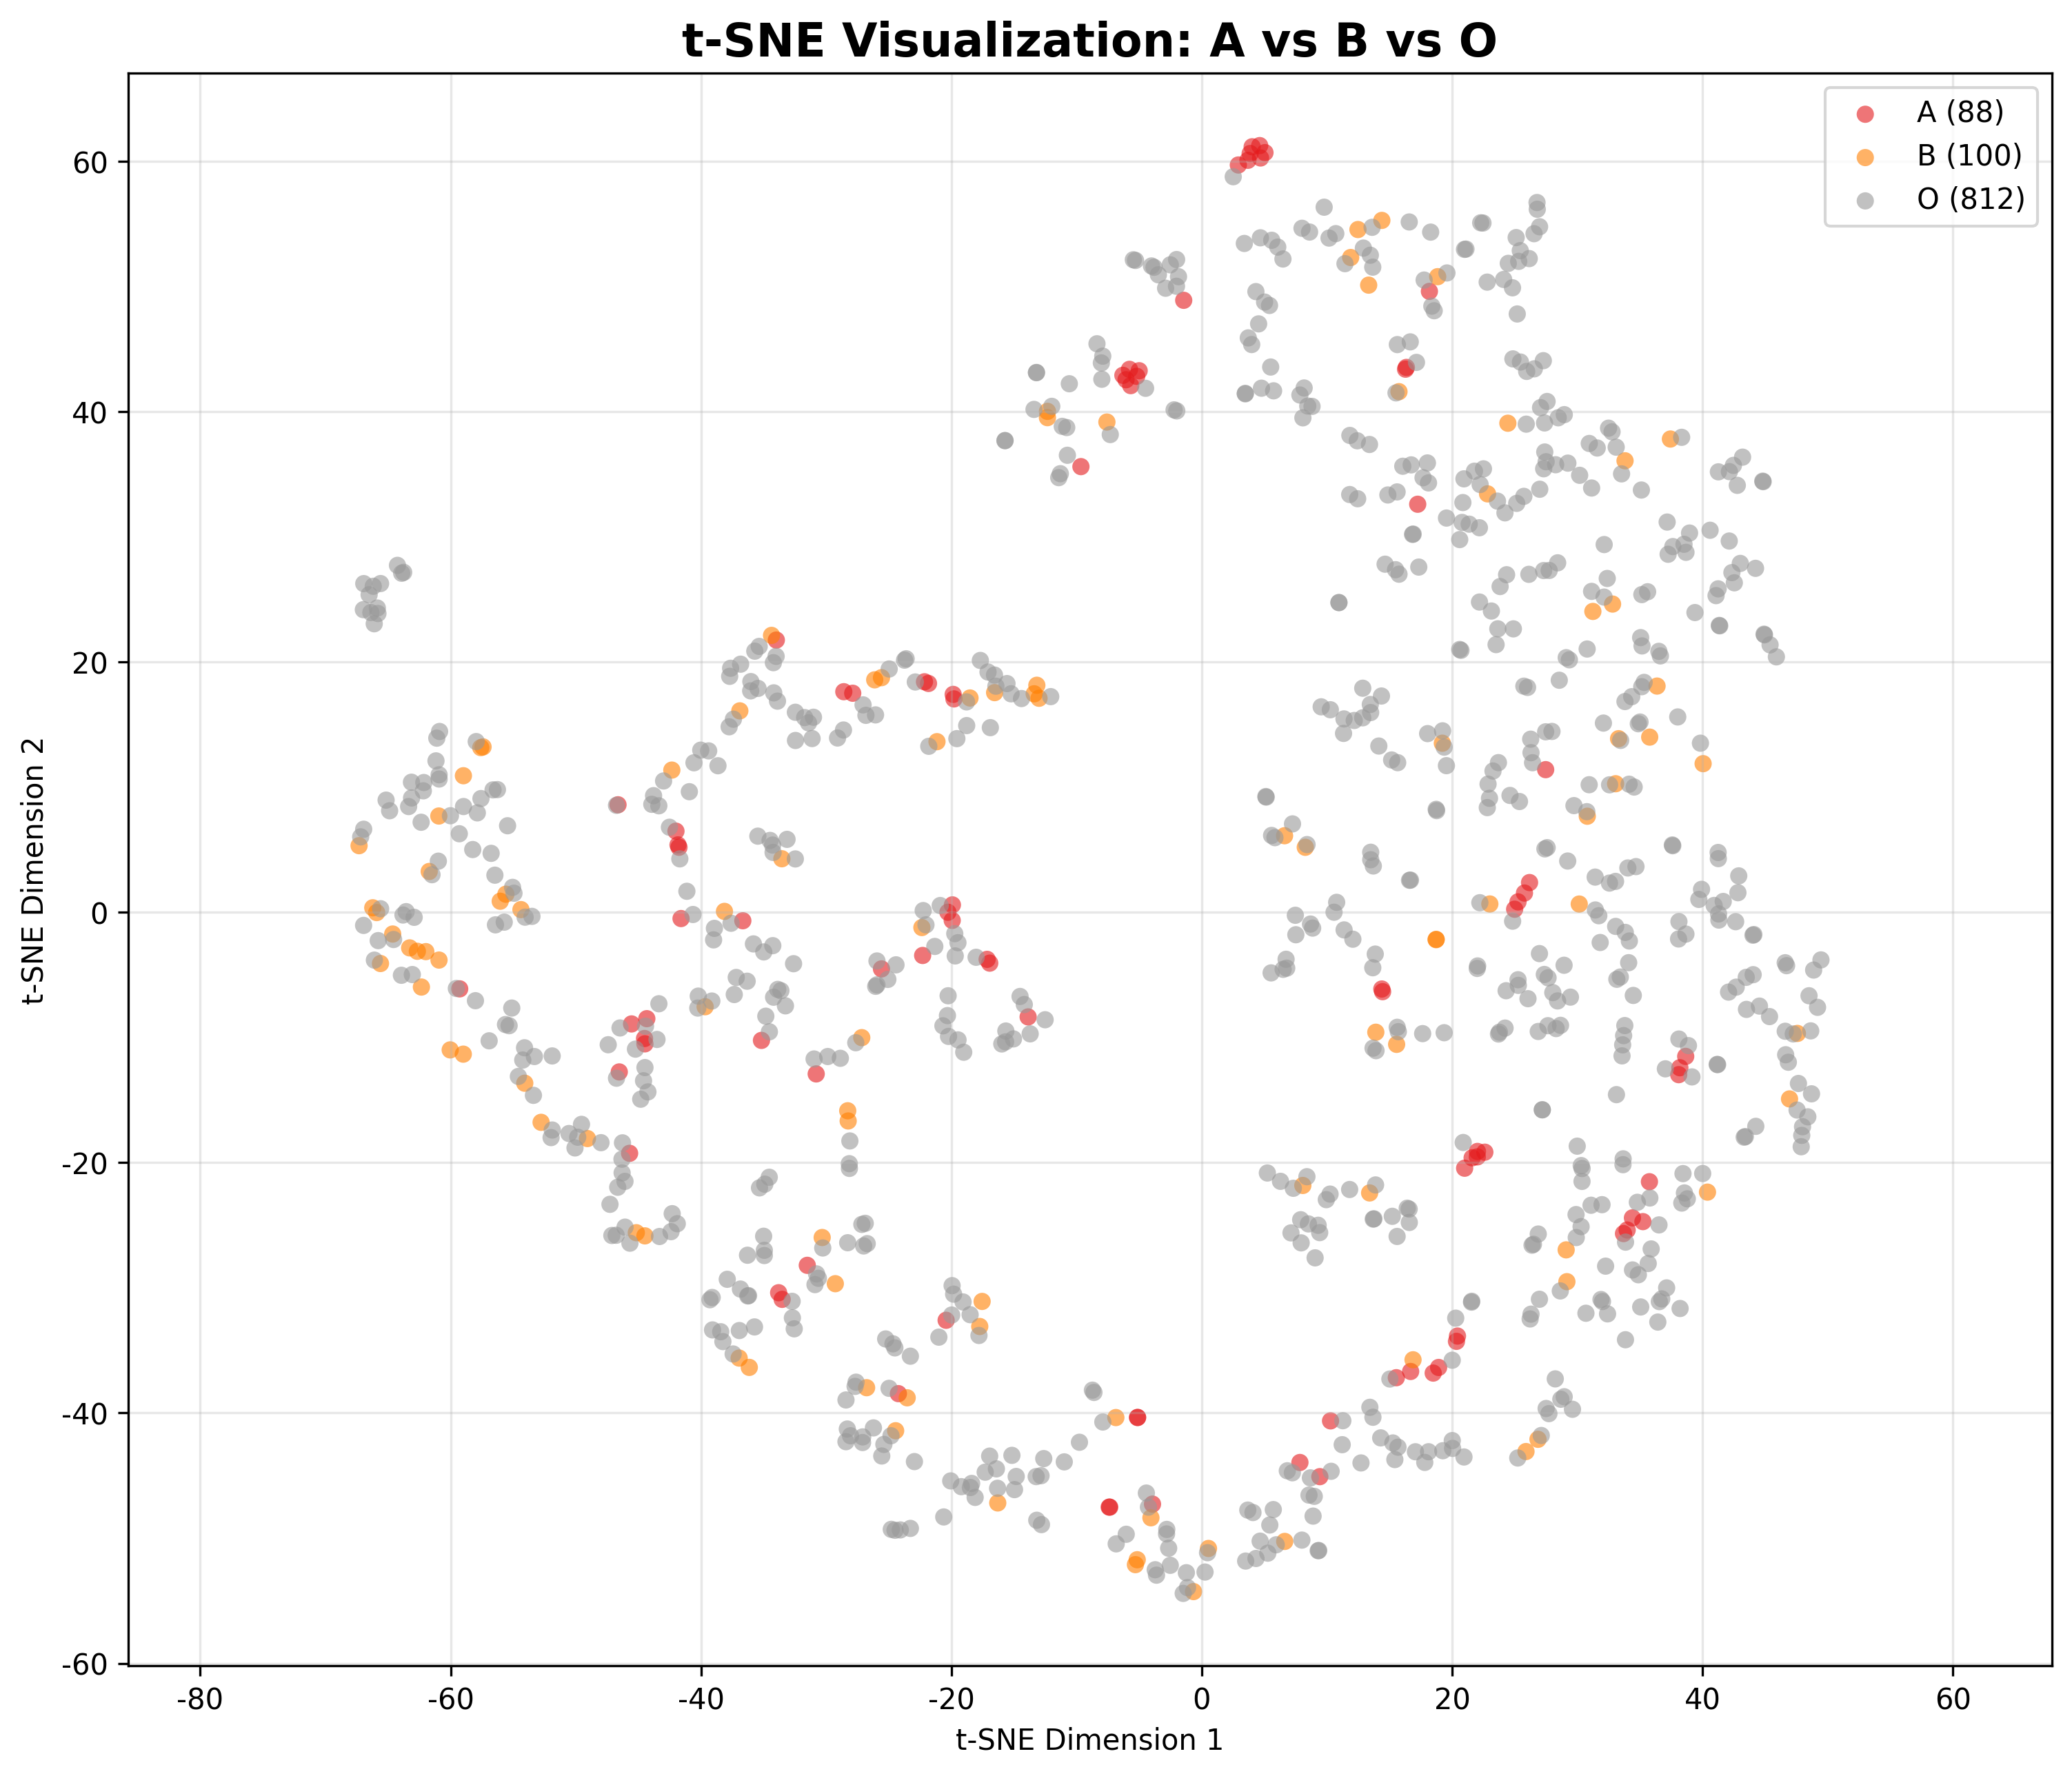 t-SNE Visualization: A vs B vs O
A (88)
B (100)
O (812)
60
40
20
0
-20
-40
-60
t-SNE Dimension 2
-80
-60
-40
-20
0
20
40
60
t-SNE Dimension 1